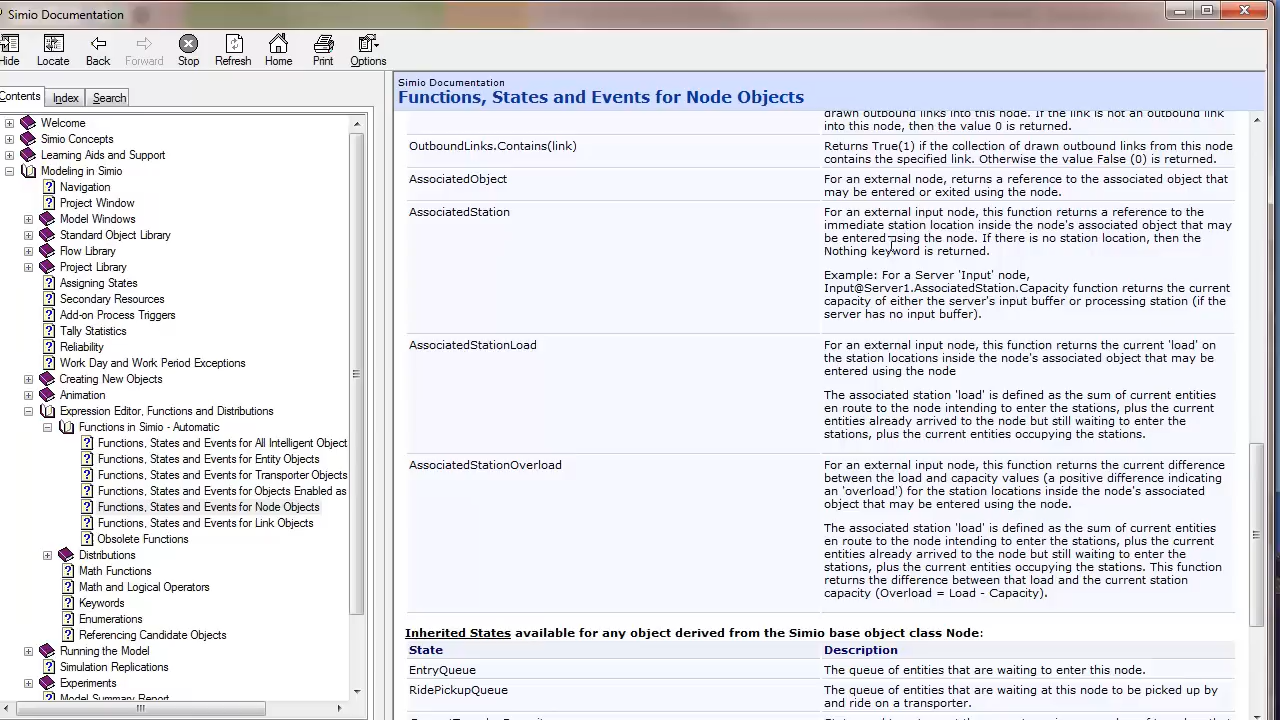 Simio Documentation
Hide
Locate
Back
Forward
Stop
Refresh
Home
Print
Options
Contents
Index
Search
Welcome
Simio Concepts
Learning Aids and Support
Modeling in Simio
Navigation
Project Window
Model Windows
Standard Object Library
Flow Library
Project Library
Assigning States
Secondary Resources
Add-on Process Triggers
Tally Statistics
Reliability
Work Day and Work Period Exceptions
Creating New Objects
Animation
Expression Editor, Functions and Distributions
Functions in Simio - Automatic
Functions, States and Events for All Intelligent Object
Functions, States and Events for Entity Objects
Functions, States and Events for Transporter Objects
Functions, States and Events for Objects Enabled as
Functions, States and Events for Node Objects
Functions, States and Events for Link Objects
Obsolete Functions
Distributions
Math Functions
Math and Logical Operators
Keywords
Enumerations
Referencing Candidate Objects
Running the Model
Simulation Replications
Experiments
Model Summary Report
Simio Documentation
Functions, States and Events for Node Objects
drawn outbound links into this node. If the link is not an outbound link
into this node, then the value 0 is returned.
OutboundLinks.Contains(link)
Returns True(1) if the collection of drawn outbound links from this node
contains the specified link. Otherwise the value False (0) is returned.
AssociatedObject
For an external node, returns a reference to the associated object that
may be entered or exited using the node.
AssociatedStation
For an external input node, this function returns a reference to the
immediate station location inside the node's associated object that may
be entered using the node. If there is no station location, then the
Nothing keyword is returned.
Example: For a Server 'Input' node,
Input@Server1.AssociatedStation.Capacity function returns the current
capacity of either the server's input buffer or processing station (if the
server has no input buffer).
AssociatedStationLoad
For an external input node, this function returns the current 'load' on
the station locations inside the node's associated object that may be
entered using the node
The associated station 'load' is defined as the sum of current entities
en route to the node intending to enter the stations, plus the current
entities already arrived to the node but still waiting to enter the
stations, plus the current entities occupying the stations.
AssociatedStationOverload
For an external input node, this function returns the current difference
between the load and capacity values (a positive difference indicating
an 'overload') for the station locations inside the node's associated
object that may be entered using the node.
The associated station 'load' is defined as the sum of current entities
en route to the node intending to enter the stations, plus the current
entities already arrived to the node but still waiting to enter the
stations, plus the current entities occupying the stations. This function
returns the difference between that load and the current station
capacity (Overload = Load - Capacity).
Inherited States available for any object derived from the Simio base object class Node:
State
Description
EntryQueue
The queue of entities that are waiting to enter this node.
RidePickupQueue
The queue of entities that are waiting at this node to be picked up by
and ride on a transporter.